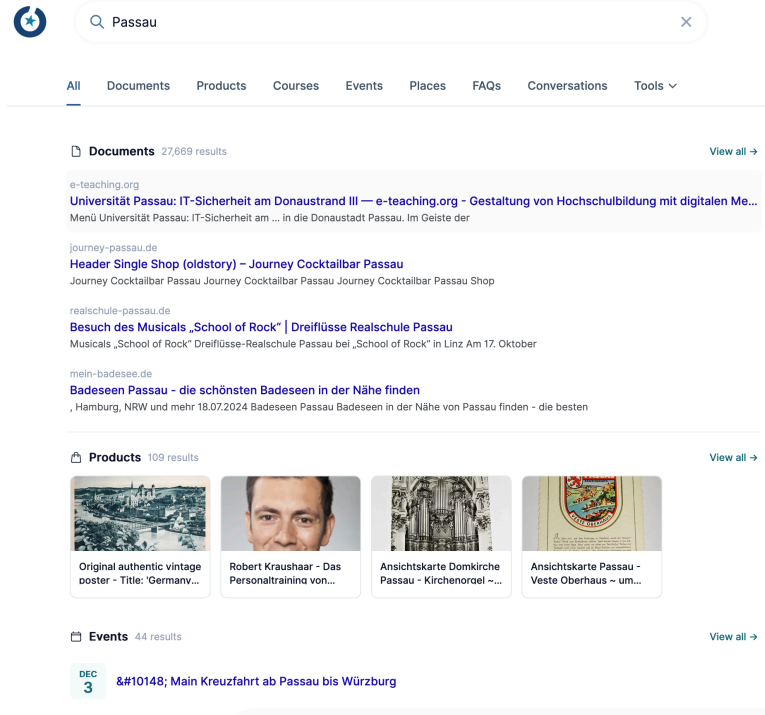 Passau
All Documents Products Courses Events Places FAQs Conversations Tools
Documents 27,669 results View all →
e-teaching.org
Universität Passau: IT-Sicherheit am Donaustrand III — e-teaching.org - Gestaltung von Hochschulbildung mit digitalen Me...
Menü Universität Passau: IT-Sicherheit am ... in die Donaustadt Passau. Im Geiste der
journey-passau.de
Header Single Shop (oldstory) – Journey Cocktailbar Passau
Journey Cocktailbar Passau Journey Cocktailbar Passau Journey Cocktailbar Passau Shop
realschule-passau.de
Besuch des Musicals „School of Rock“ | Dreiflüsse Realschule Passau
Musicals „School of Rock“ Dreiflüsse-Realschule Passau bei „School of Rock“ in Linz Am 17. Oktober
mein-badesee.de
Badeseen Passau - die schönsten Badeseen in der Nähe finden
, Hamburg, NRW und mehr 18.07.2024 Badeseen Passau Badeseen in der Nähe von Passau finden - die besten
Products 109 results View all →
Original authentic vintage
poster - Title: 'Germany...
Robert Kraushaar - Das
Personaltraining von...
Ansichtskarte Domkirche
Passau - Kirchenorgel ~...
VESTE OBERHAUS
Ansichtskarte Passau -
Veste Oberhaus ~ um...
Events 44 results View all →
DEC
3
&#10148; Main Kreuzfahrt ab Passau bis Würzburg